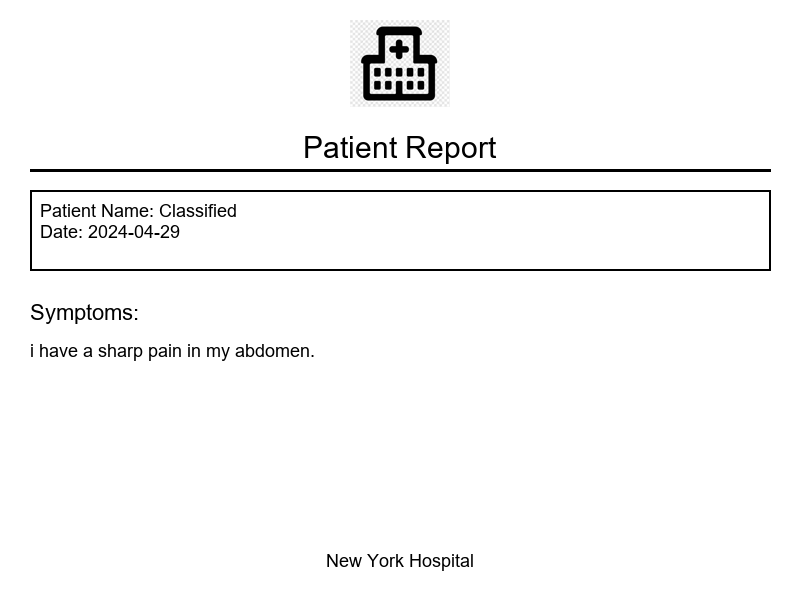 Patient Report
Patient Name: Classified
Date: 2024-04-29
Symptoms:
i have a sharp pain in my abdomen.
New York Hospital